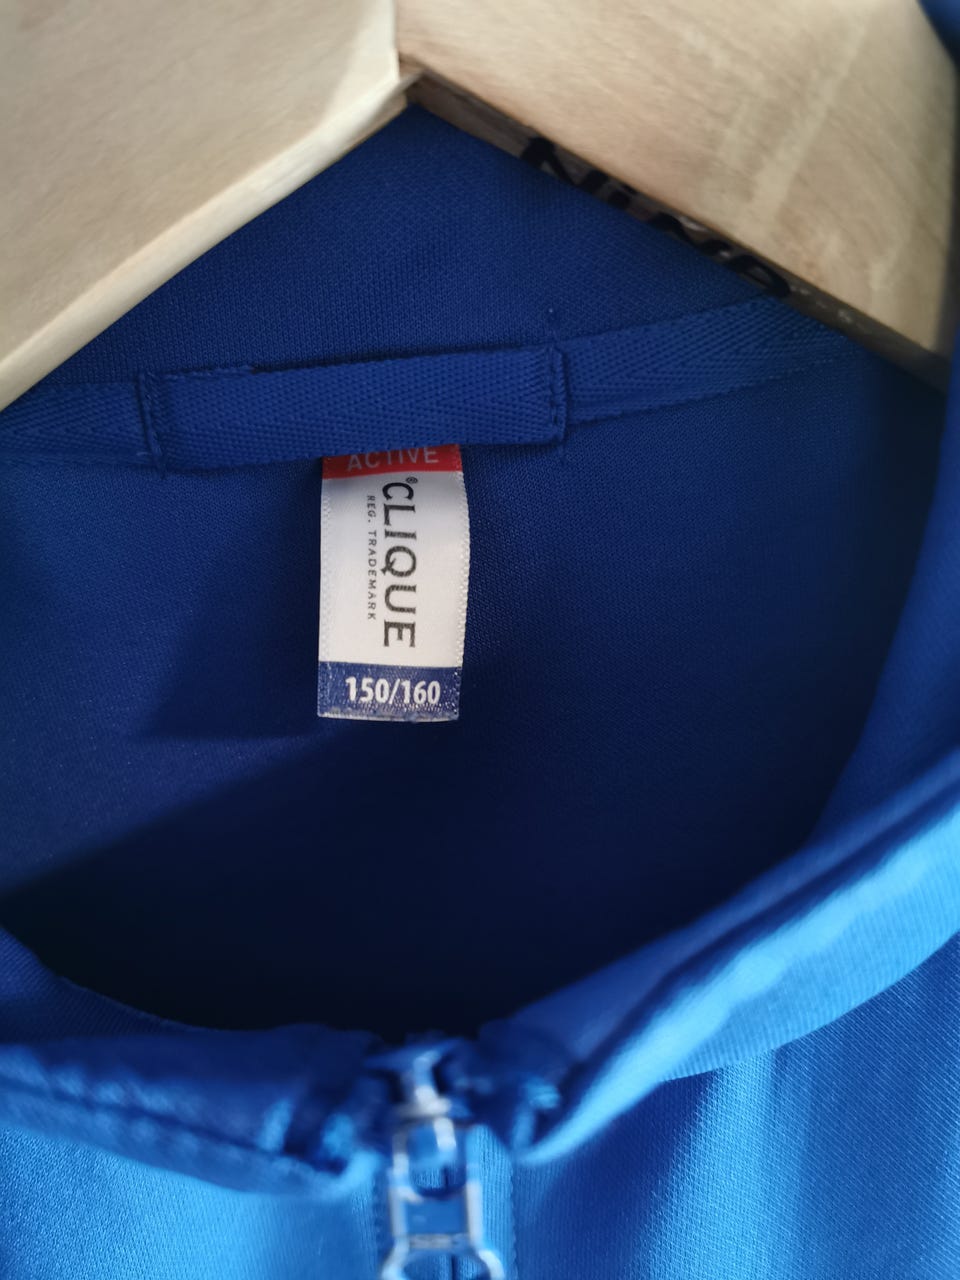 ACTIVE
®CLIQUE
REG. TRADEMARK
150/160